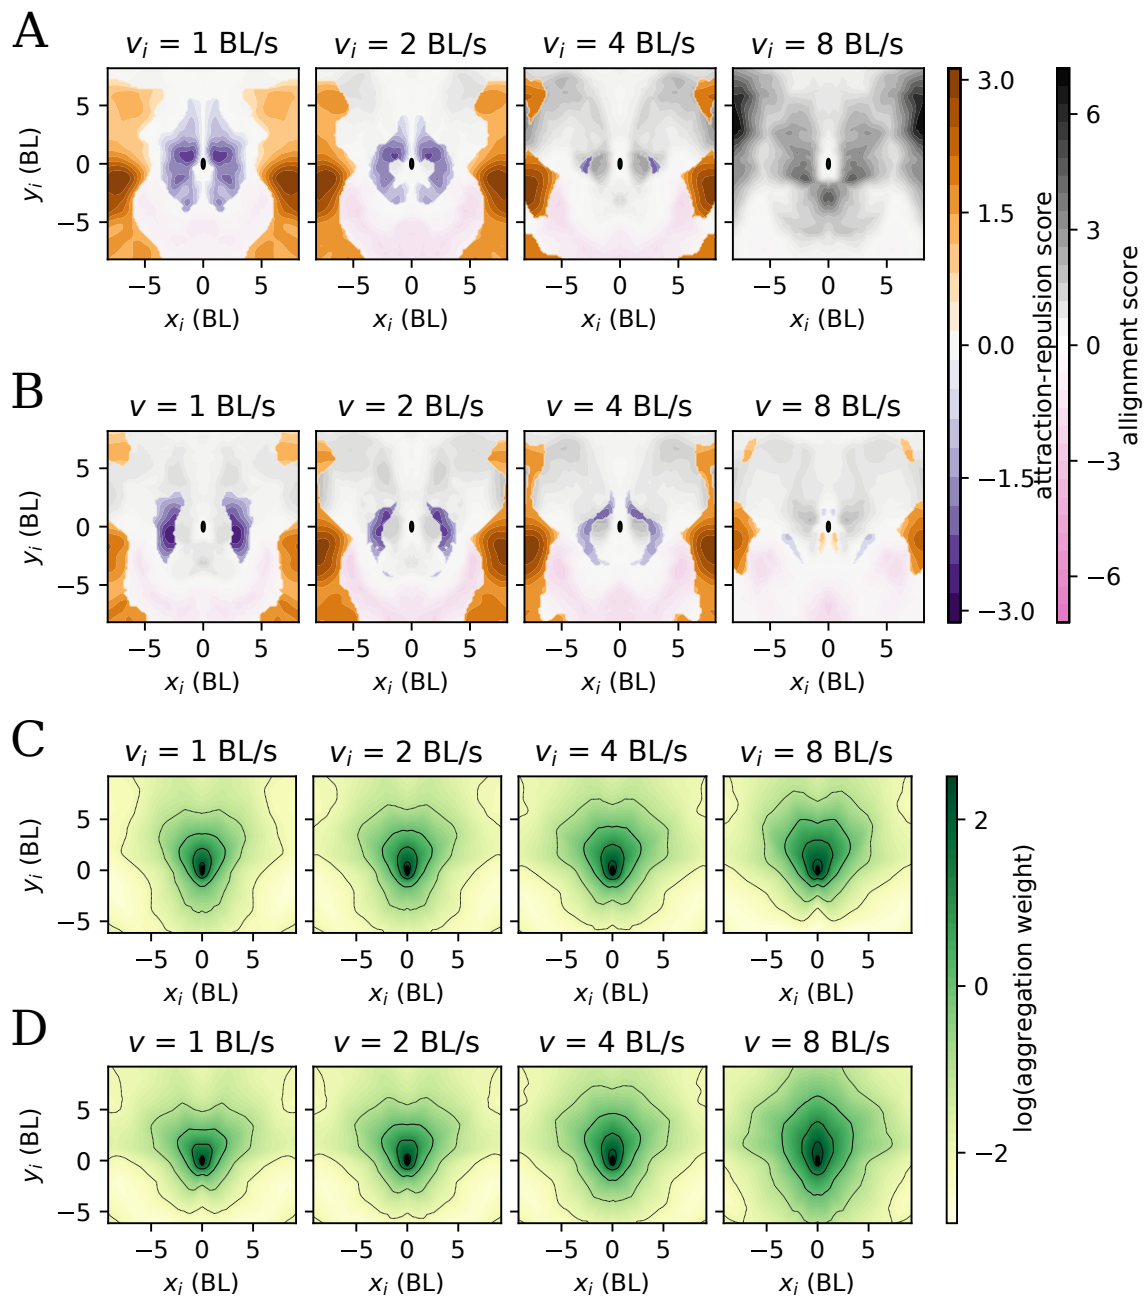 A
v_i = 1 BL/s
v_i = 2 BL/s
v_i = 4 BL/s
v_i = 8 BL/s
y_i (BL)
5
0
−5
−5 0 5
−5 0 5
−5 0 5
−5 0 5
x_i (BL)
x_i (BL)
x_i (BL)
x_i (BL)
B
v = 1 BL/s
v = 2 BL/s
v = 4 BL/s
v = 8 BL/s
y_i (BL)
5
0
−5
−5 0 5
−5 0 5
−5 0 5
−5 0 5
x_i (BL)
x_i (BL)
x_i (BL)
x_i (BL)
3.0
1.5
0.0
−1.5
−3.0
attraction-repulsion score
6
3
0
−3
−6
allignment score
C
v_i = 1 BL/s
v_i = 2 BL/s
v_i = 4 BL/s
v_i = 8 BL/s
y_i (BL)
5
0
−5
−5 0 5
−5 0 5
−5 0 5
−5 0 5
x_i (BL)
x_i (BL)
x_i (BL)
x_i (BL)
D
v = 1 BL/s
v = 2 BL/s
v = 4 BL/s
v = 8 BL/s
y_i (BL)
5
0
−5
−5 0 5
−5 0 5
−5 0 5
−5 0 5
x_i (BL)
x_i (BL)
x_i (BL)
x_i (BL)
2
0
−2
log(aggregation weight)